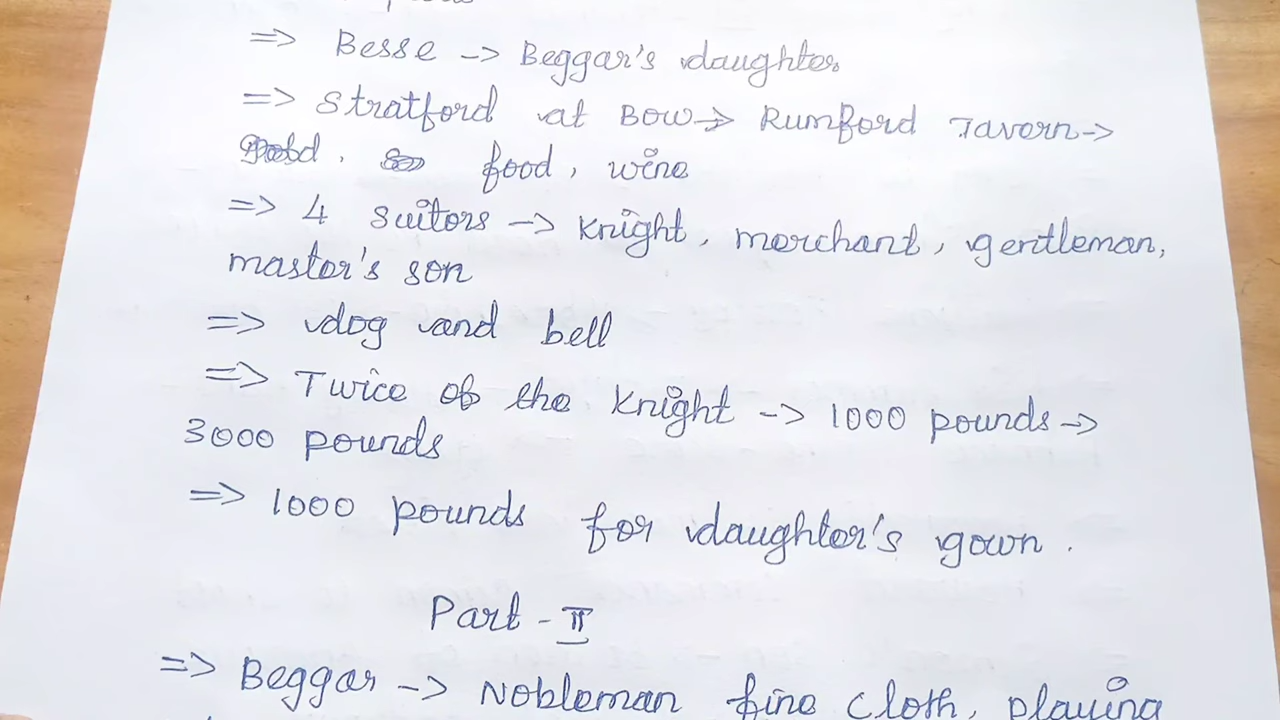 => Besse -> Beggar's daughter
=> Stratford at Bow -> Rumford Tavern ->
food, wine
=> 4 Suitors -> Knight, merchant, gentleman,
master's son
=> dog and bell
=> Twice of the Knight -> 1000 pounds ->
3000 pounds
=> 1000 pounds for daughter's gown.
Part - II
=> Beggar -> Nobleman fine cloth, playing